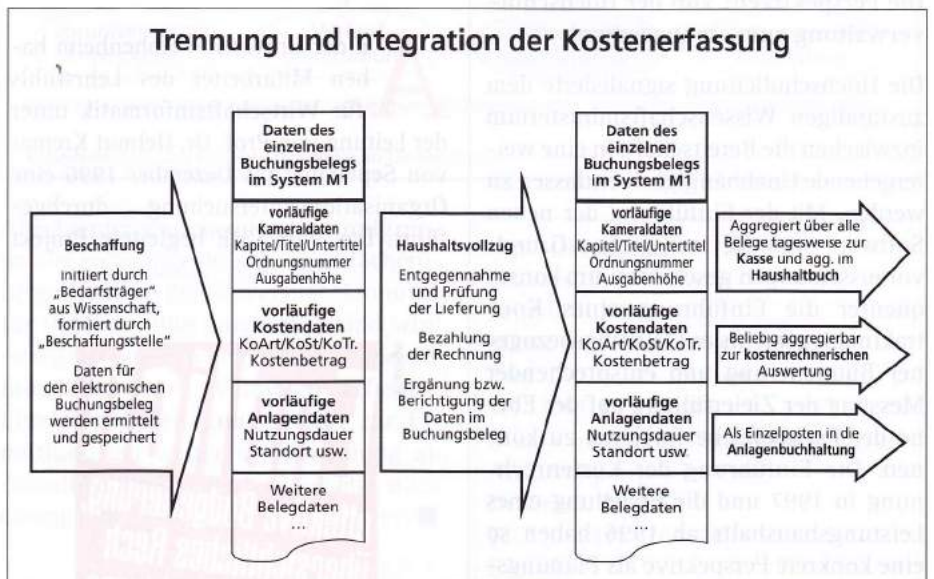 Trennung und Integration der Kostenerfassung
Beschaffung
Initiiert durch
„Bedarfsträger“
aus Wissenschaft,
formiert durch
„Beschaffungsstelle“
Daten für
den elektronischen
Buchungsbeleg
werden ermittelt
und gespeichert
Daten des
einzelnen
Buchungsbelegs
im System M1
vorläufige
Kameraldaten
Kapitel/Titel/Untertitel
Ordnungsnummer
Ausgabenhöhe
vorläufige
Kostendaten
KoArt/KoSt/KoTr.
Kostenbetrag
vorläufige
Anlagendaten
Nutzungsdauer
Standort usw.
Weitere
Belegdaten
...
Haushaltsvollzug
Entgegennahme
und Prüfung
der Lieferung
Bezahlung
der Rechnung
Ergänung bzw.
Berichtigung der
Daten im
Buchungsbeleg
Daten des
einzelnen
Buchungsbelegs
im System M1
vorläufige
Kameraldaten
Kapitel/Titel/Untertitel
Ordnungsnummer
Ausgabenhöhe
vorläufige
Kostendaten
KoArt/KoSt/KoTr.
Kostenbetrag
vorläufige
Anlagendaten
Nutzungsdauer
Standort usw.
Weitere
Belegdaten
...
Aggregiert über alle
Belege tagesweise zur
Kasse und agg. im
Haushaltbuch
Beliebig aggregierbar
zur kostenrechnerischen
Auswertung
Als Einzelposten in die
Anlagenbuchhaltung